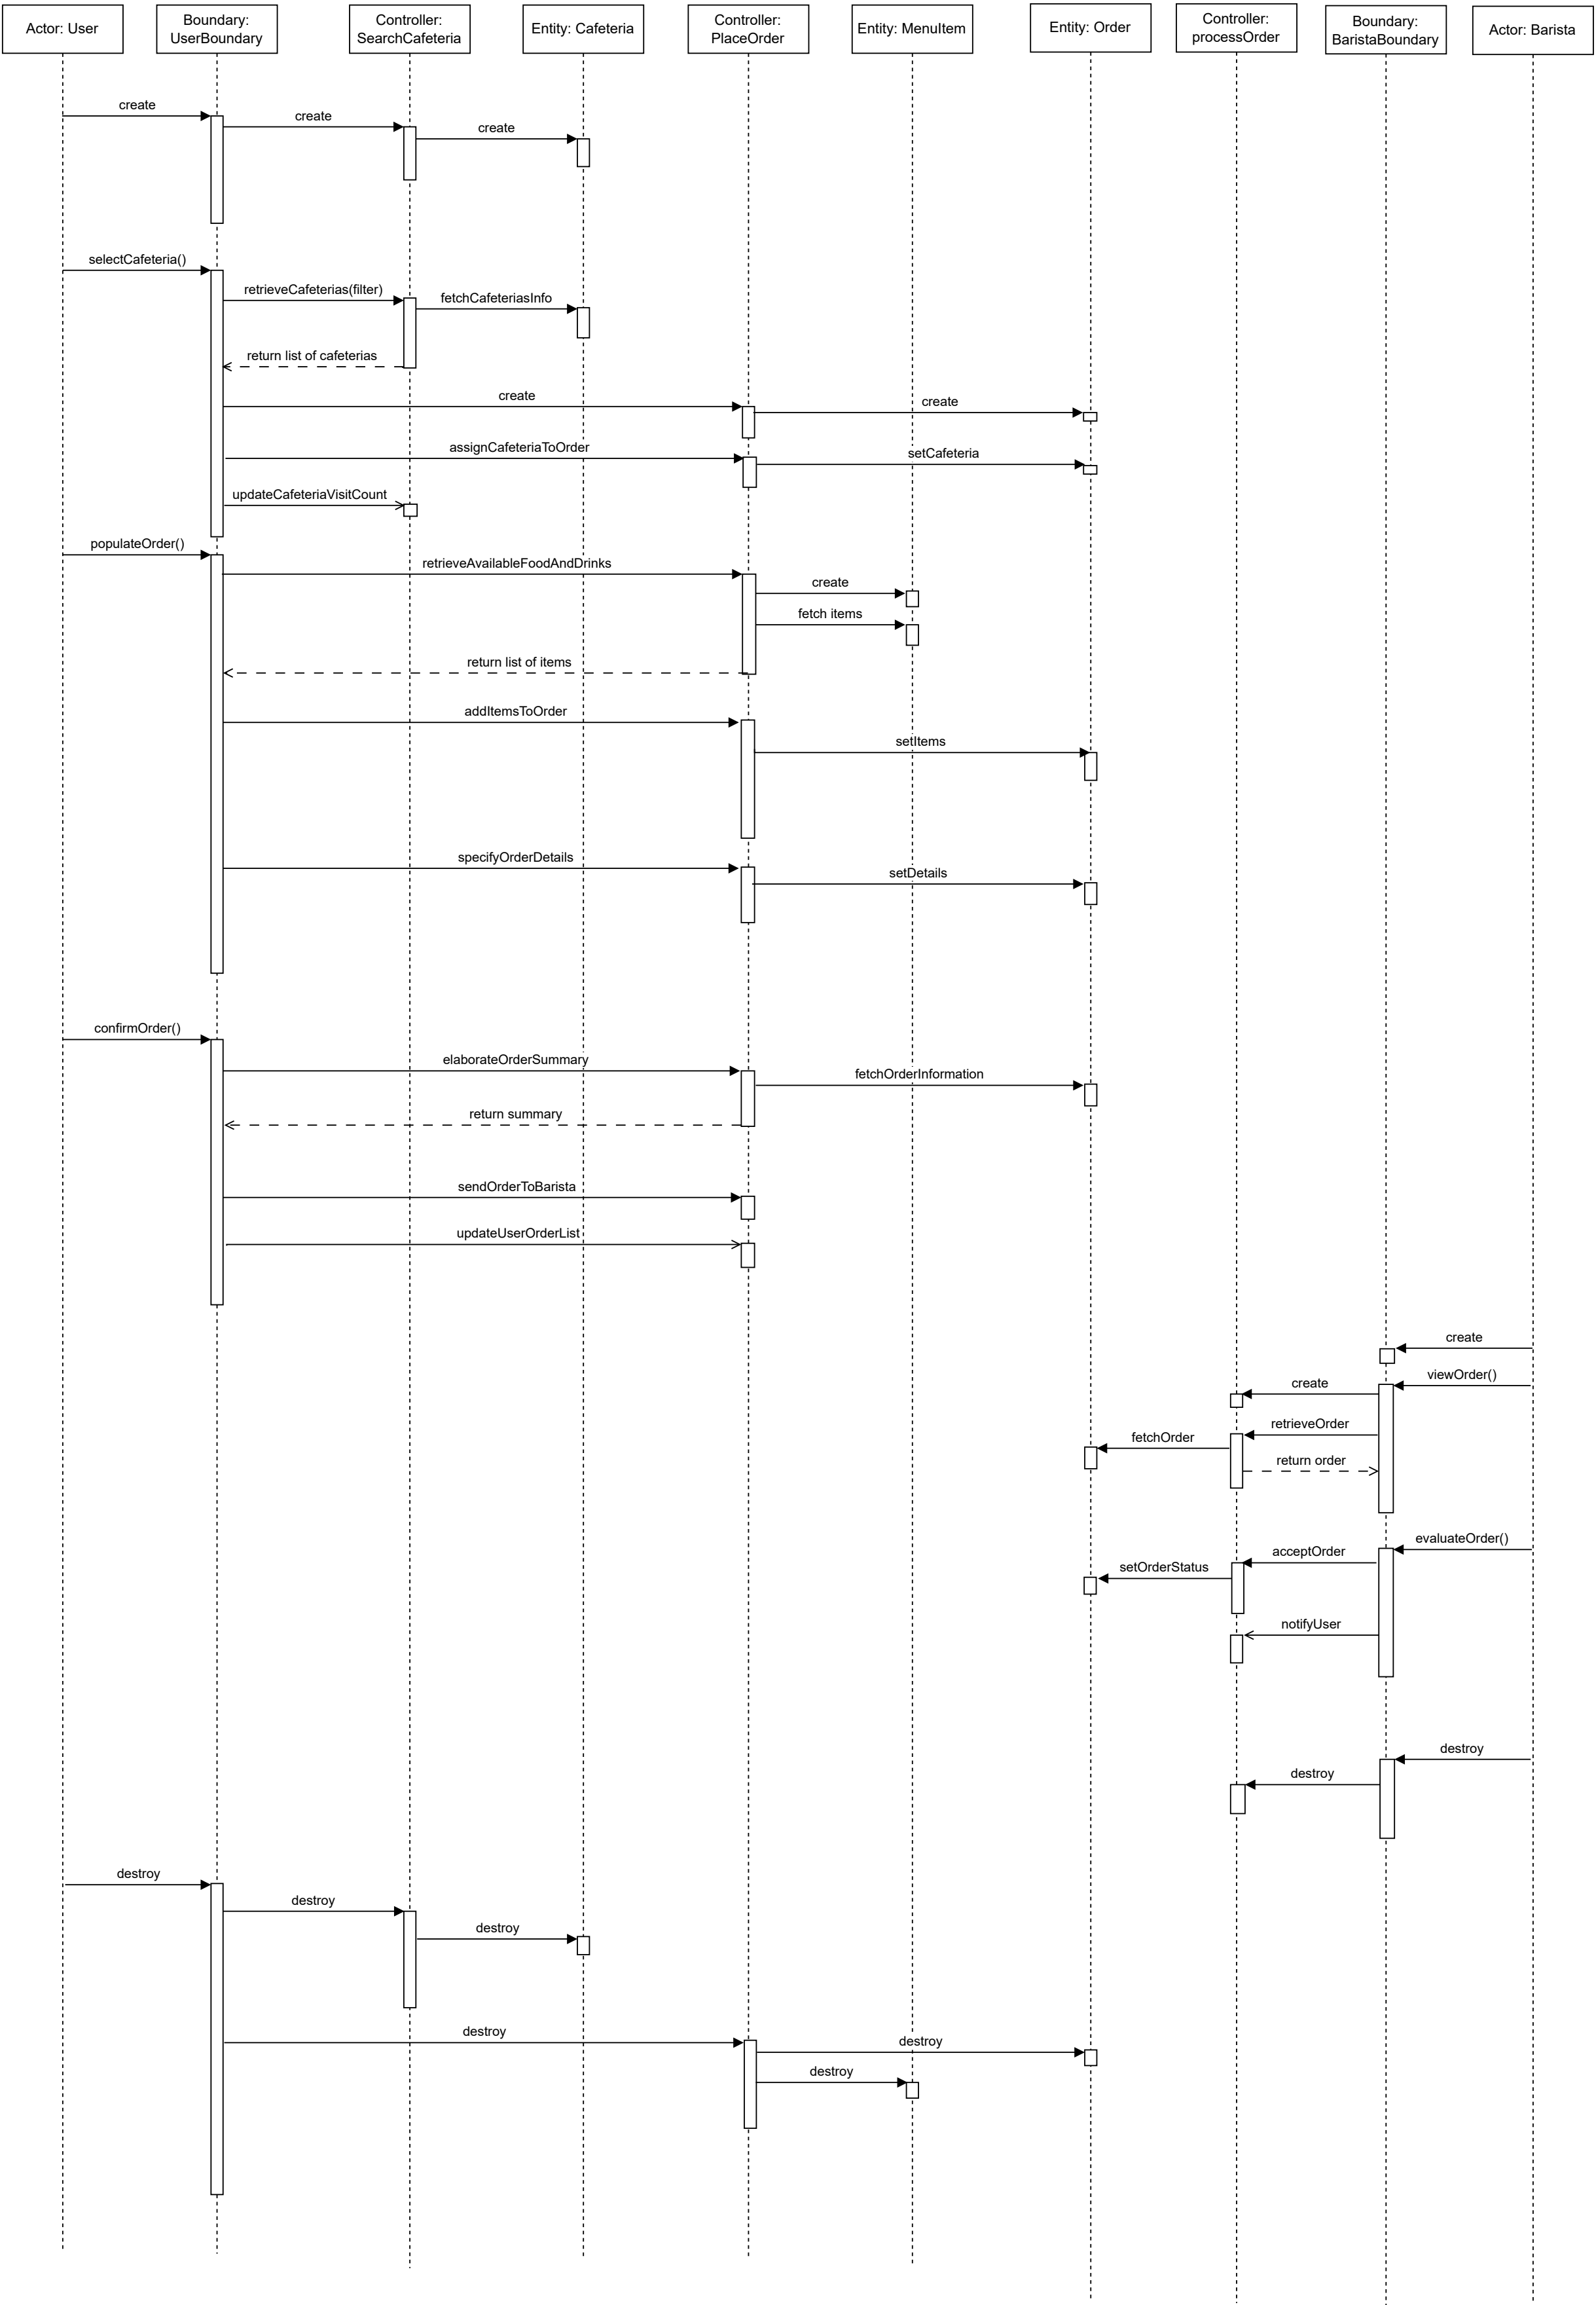 Actor: User
Boundary:
UserBoundary
Controller:
SearchCafeteria
Entity: Cafeteria
Controller:
PlaceOrder
Entity: MenuItem
Entity: Order
Controller:
processOrder
Boundary:
BaristaBoundary
Actor: Barista
create
create
create
selectCafeteria()
retrieveCafeterias(filter)
fetchCafeteriasInfo
return list of cafeterias
create
create
assignCafeteriaToOrder
setCafeteria
updateCafeteriaVisitCount
populateOrder()
retrieveAvailableFoodAndDrinks
create
fetch items
return list of items
addItemsToOrder
setItems
specifyOrderDetails
setDetails
confirmOrder()
elaborateOrderSummary
fetchOrderInformation
return summary
sendOrderToBarista
updateUserOrderList
create
viewOrder()
create
retrieveOrder
fetchOrder
return order
evaluateOrder()
acceptOrder
setOrderStatus
notifyUser
destroy
destroy
destroy
destroy
destroy
destroy
destroy
destroy